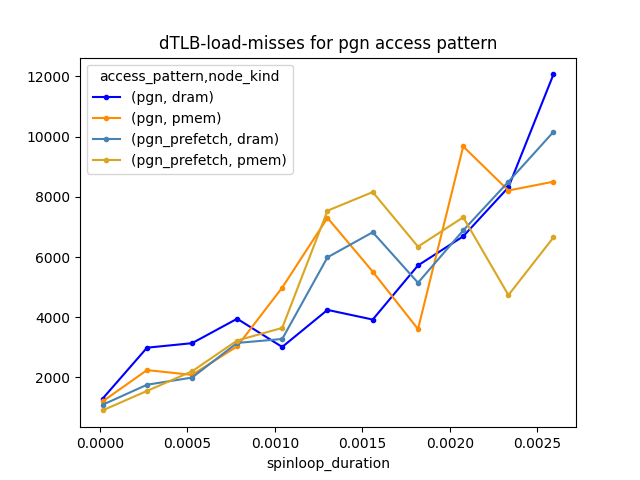 dTLB-load-misses for pgn access pattern
12000
10000
8000
6000
4000
2000
access_pattern,node_kind
(pgn, dram)
(pgn, pmem)
(pgn_prefetch, dram)
(pgn_prefetch, pmem)
0.0000 0.0005 0.0010 0.0015 0.0020 0.0025
spinloop_duration